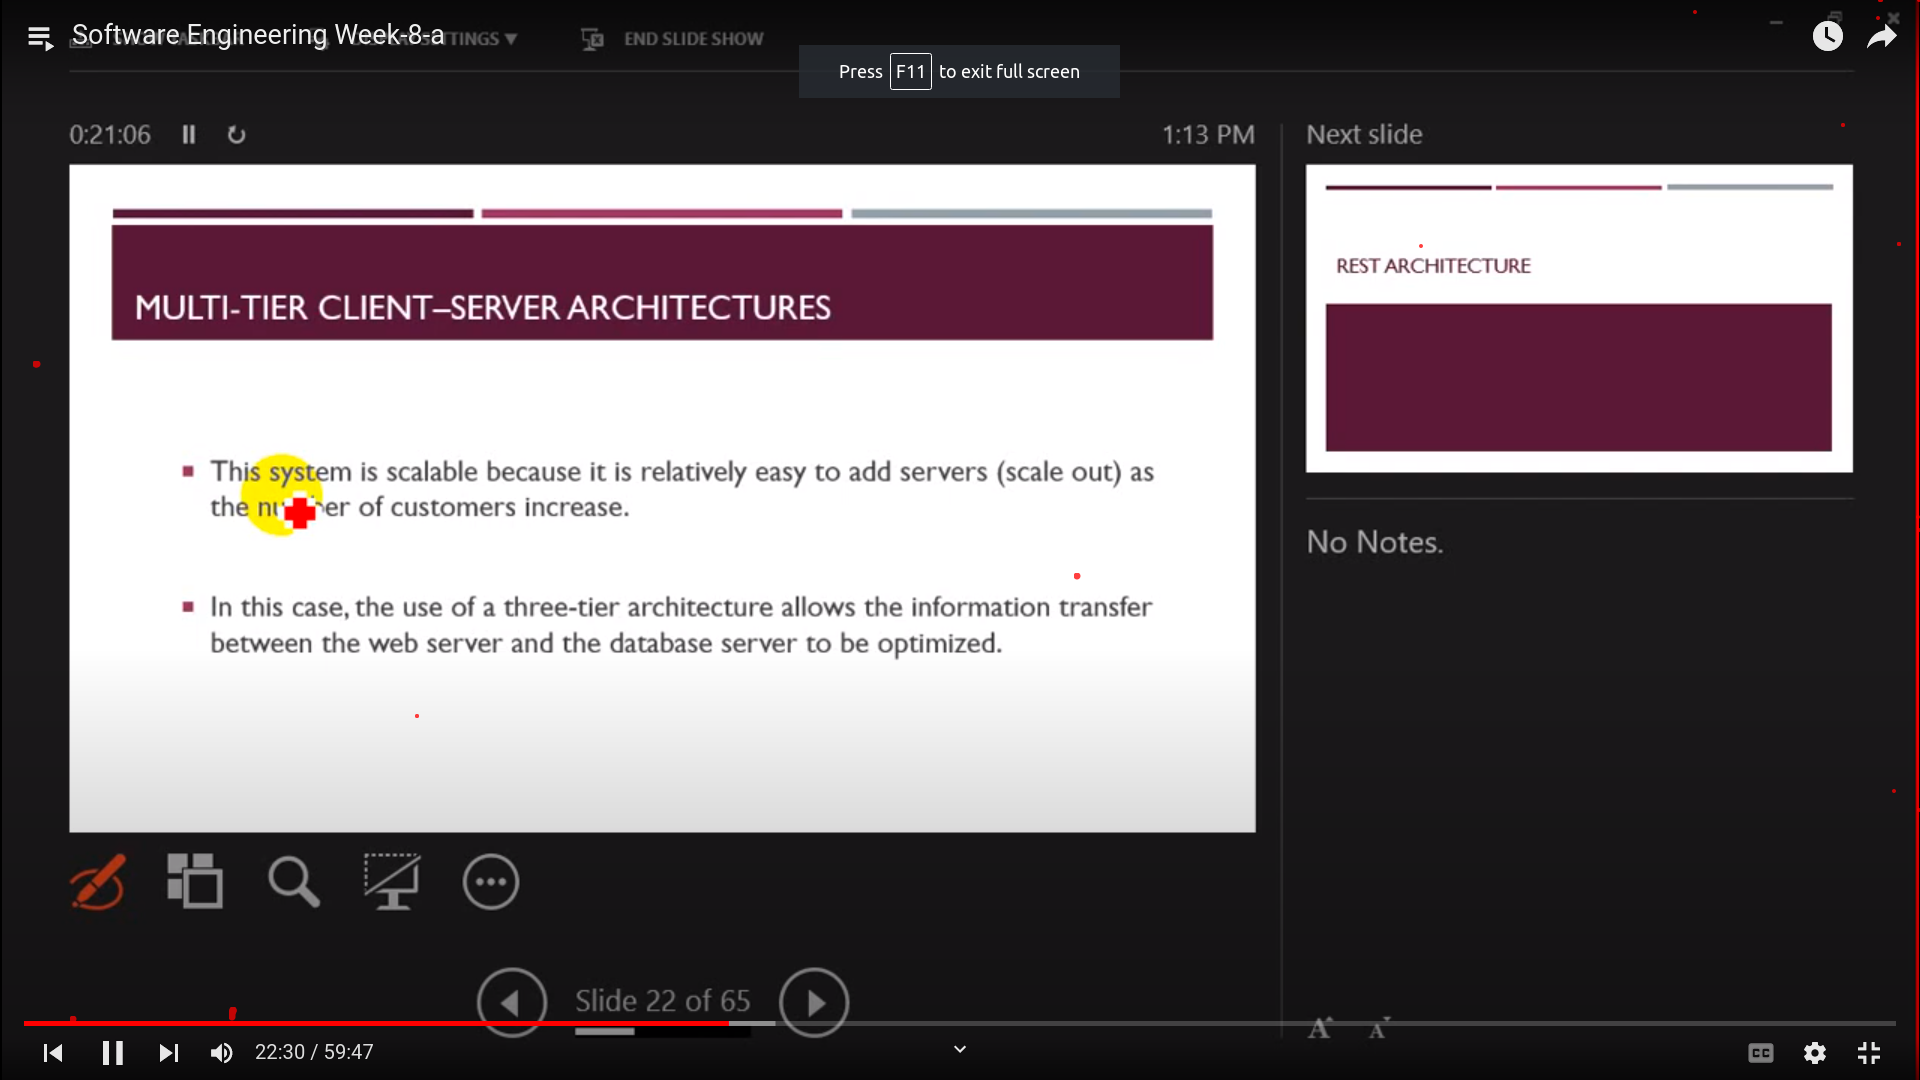 Software Engineering Week-8-a
SETTINGS
END SLIDE SHOW
Press F11 to exit full screen
0:21:06
1:13 PM
Next slide
MULTI-TIER CLIENT–SERVER ARCHITECTURES
This system is scalable because it is relatively easy to add servers (scale out) as
the er of customers increase.
In this case, the use of a three-tier architecture allows the information transfer
between the web server and the database server to be optimized.
REST ARCHITECTURE
No Notes.
Slide 22 of 65
A A
22:30 / 59:47
CC